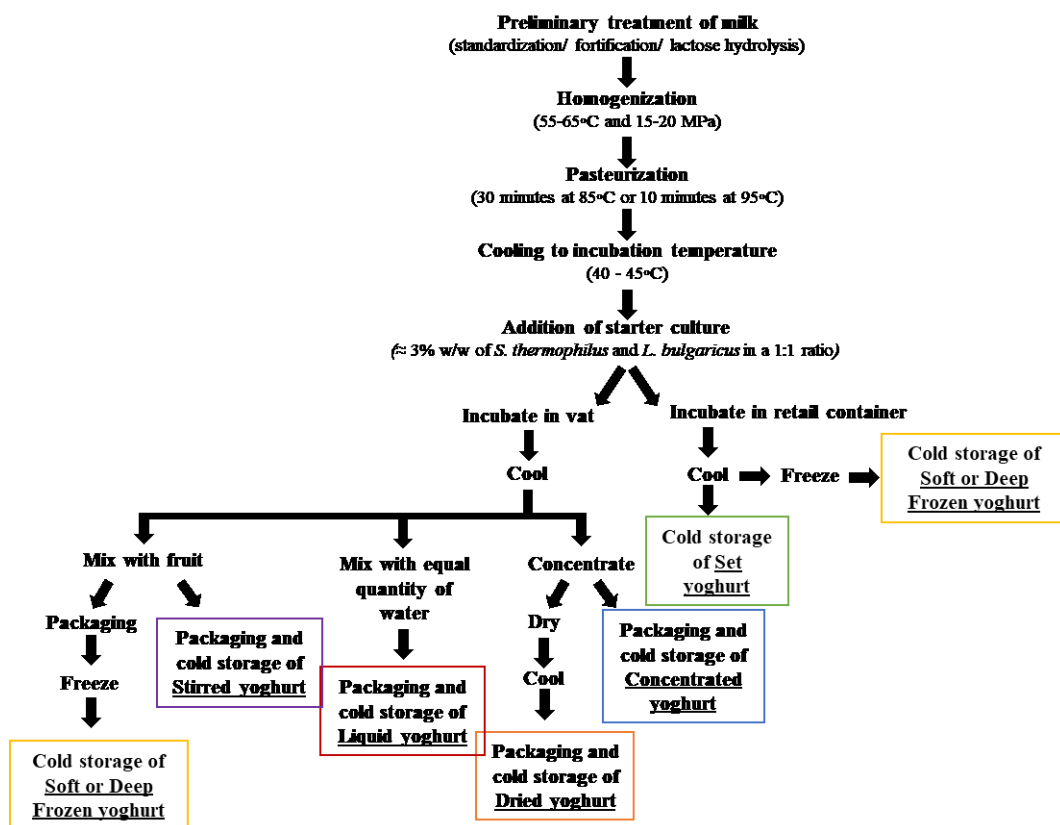 Preliminary treatment of milk
(standardization/ fortification/ lactose hydrolysis)
Homogenization
(55-65ºC and 15-20 MPa)
Pasteurization
(30 minutes at 85ºC or 10 minutes at 95ºC)
Cooling to incubation temperature
(40 - 45ºC)
Addition of starter culture
(≈ 3% w/w of S. thermophilus and L. bulgaricus in a 1:1 ratio)
Incubate in vat
Cool
Incubate in retail container
Cool
Freeze
Cold storage of
Soft or Deep
Frozen yoghurt
Cold storage
of Set
yoghurt
Mix with fruit
Packaging
Freeze
Cold storage of
Soft or Deep
Frozen yoghurt
Packaging and
cold storage of
Stirred yoghurt
Mix with equal
quantity of
water
Packaging and
cold storage of
Liquid yoghurt
Concentrate
Dry
Cool
Packaging and
cold storage of
Dried yoghurt
Packaging and
cold storage of
Concentrated
yoghurt